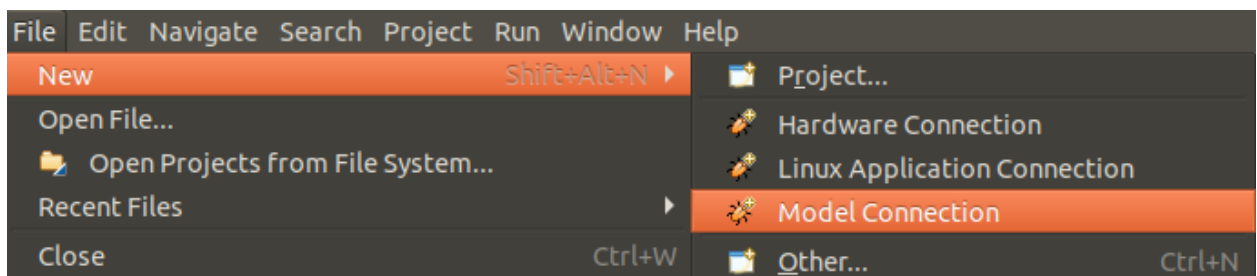 File Edit Navigate Search Project Run Window Help
New Shift+Alt+N
Open File...
Open Projects from File System...
Recent Files
Close Ctrl+W
Project...
Hardware Connection
Linux Application Connection
Model Connection
Other... Ctrl+N